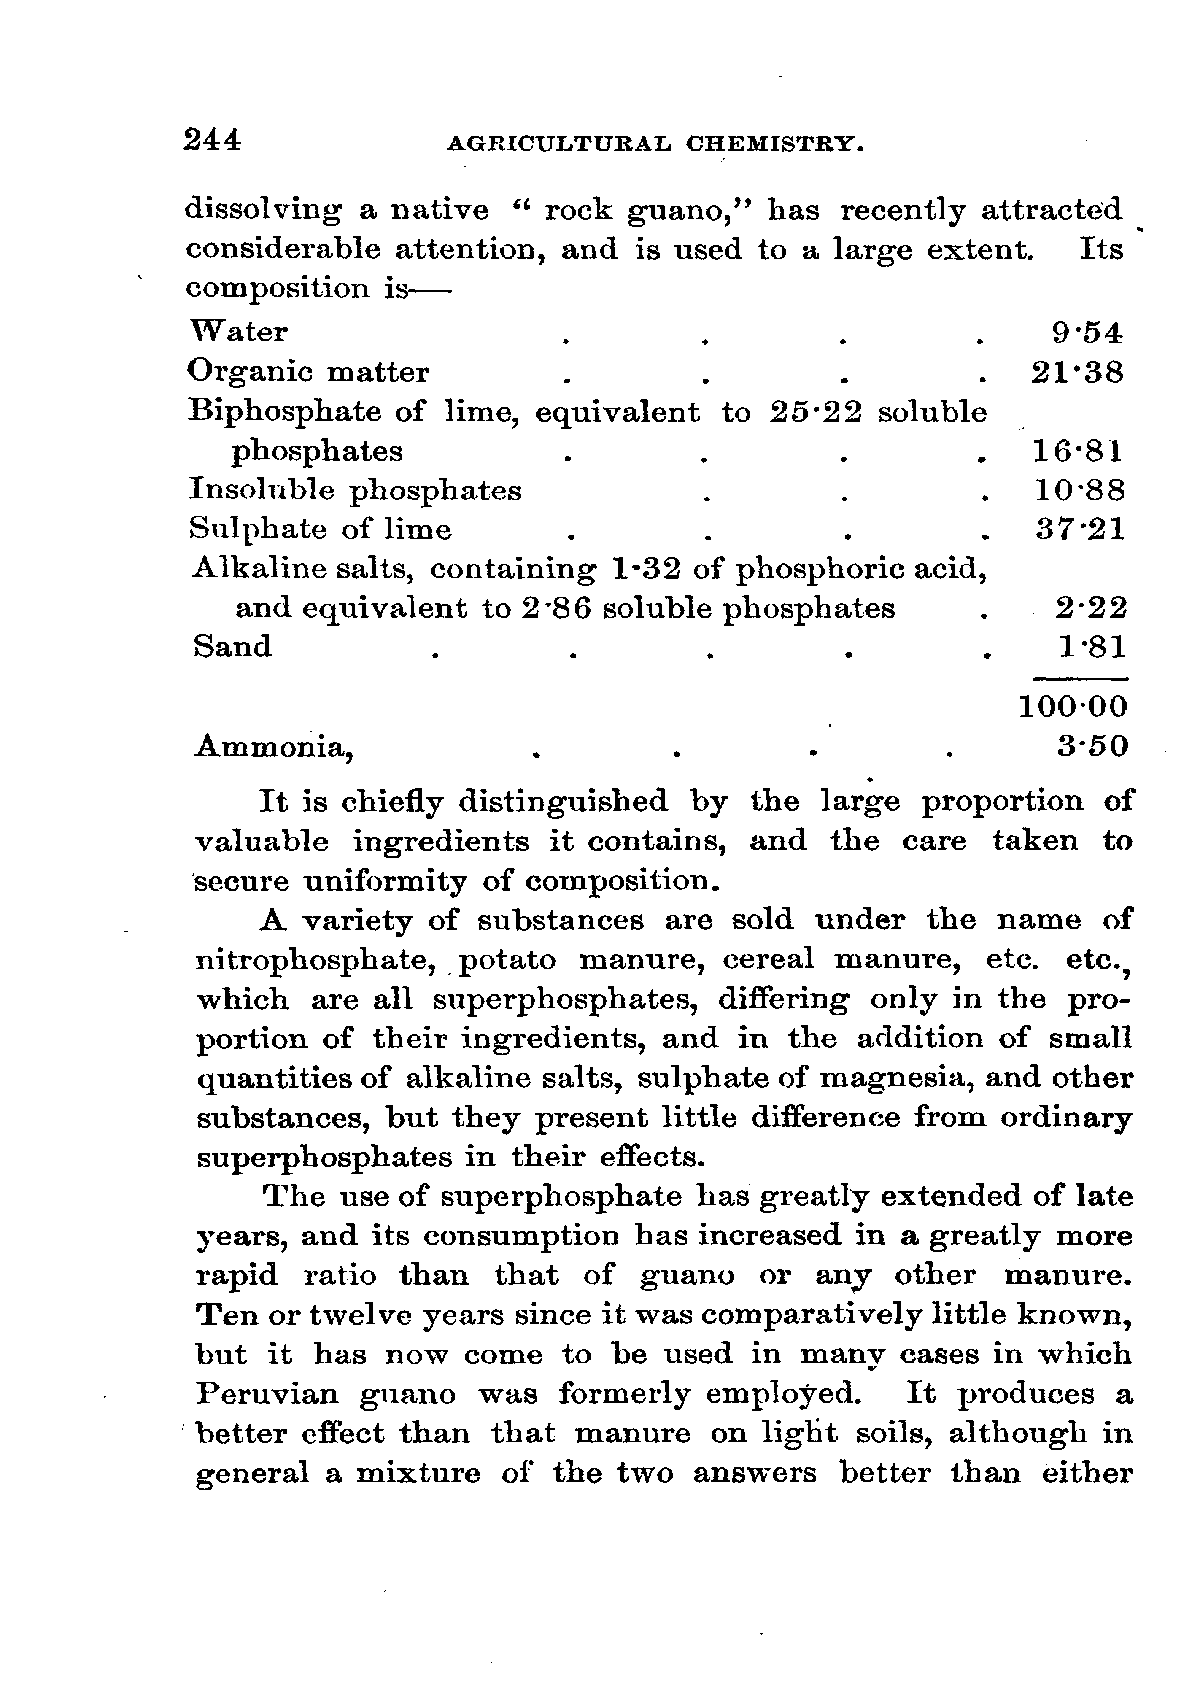 244 AGRICULTURAL CHEMISTRY.
dissolving a native “ rock guano,” has recently attracted
considerable attention, and is used to a large extent. Its
composition is—
Water . . . . 9·54
Organic matter . . . . 21·38
Biphosphate of lime, equivalent to 25·22 soluble
phosphates . . . . 16·81
Insoluble phosphates . . . 10·88
Sulphate of lime . . . . 37·21
Alkaline salts, containing 1·32 of phosphoric acid,
and equivalent to 2·86 soluble phosphates . 2·22
Sand . . . . . 1·81
100·00
Ammonia, . . . . 3·50
It is chiefly distinguished by the large proportion of
valuable ingredients it contains, and the care taken to
secure uniformity of composition.
A variety of substances are sold under the name of
nitrophosphate, potato manure, cereal manure, etc. etc.,
which are all superphosphates, differing only in the pro-
portion of their ingredients, and in the addition of small
quantities of alkaline salts, sulphate of magnesia, and other
substances, but they present little difference from ordinary
superphosphates in their effects.
The use of superphosphate has greatly extended of late
years, and its consumption has increased in a greatly more
rapid ratio than that of guano or any other manure.
Ten or twelve years since it was comparatively little known,
but it has now come to be used in many cases in which
Peruvian guano was formerly employed. It produces a
better effect than that manure on light soils, although in
general a mixture of the two answers better than either